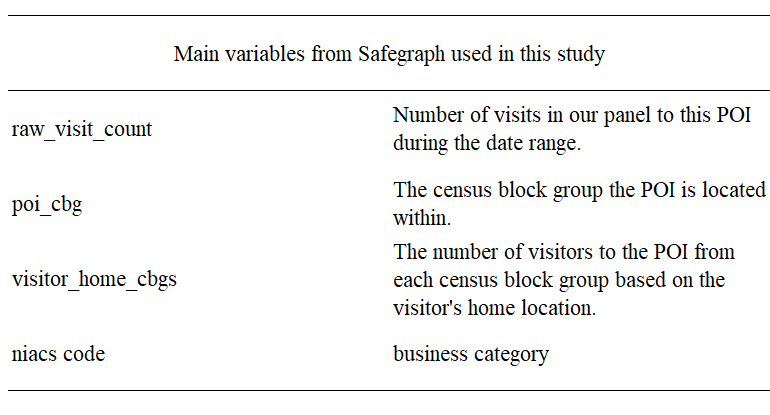 Main variables from Safegraph used in this study
raw_visit_count
Number of visits in our panel to this POI
during the date range.
poi_cbg
The census block group the POI is located
within.
visitor_home_cbgs
The number of visitors to the POI from
each census block group based on the
visitor's home location.
niacs code
business category